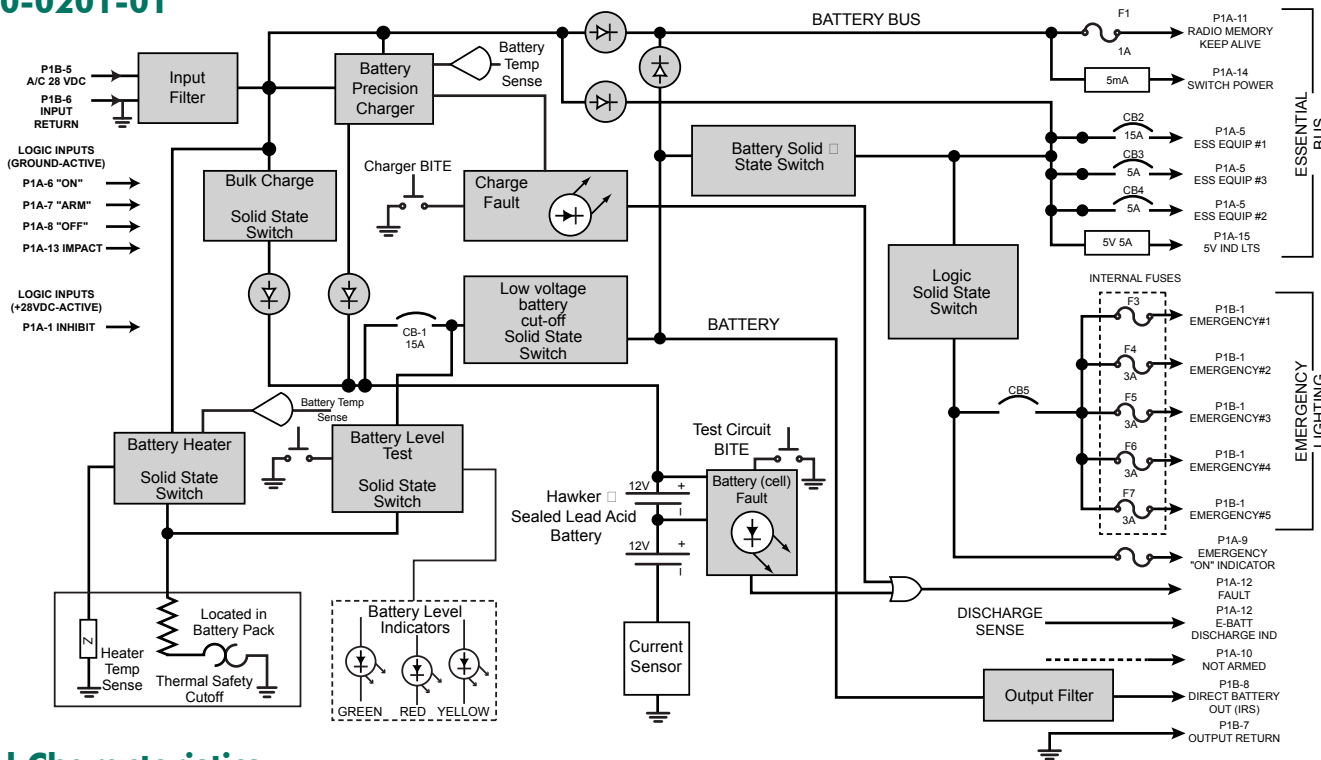 0-0201-01
BATTERY BUS
F1
1A
P1A-11
RADIO MEMORY
KEEP ALIVE
5mA
P1A-14
SWITCH POWER
P1B-5
A/C 28 VDC
P1B-6
INPUT
RETURN
Input
Filter
Battery
Precision
Charger
Battery
Temp
Sense
LOGIC INPUTS
(GROUND-ACTIVE)
P1A-6 "ON"
P1A-7 "ARM"
P1A-8 "OFF"
P1A-13 IMPACT
LOGIC INPUTS
(+28VDC-ACTIVE)
P1A-1 INHIBIT
Bulk Charge
Solid State
Switch
Charger BITE
Charge
Fault
Battery Solid □
State Switch
CB2
15A
P1A-5
ESS EQUIP #1
CB3
5A
P1A-5
ESS EQUIP #3
CB4
5A
P1A-5
ESS EQUIP #2
5V 5A
P1A-15
5V IND LTS
ESSENTIAL
BUS
CB-1
15A
Low voltage
battery
cut-off
Solid State
Switch
BATTERY
Logic
Solid State
Switch
INTERNAL FUSES
F3
P1B-1
EMERGENCY#1
F4
3A
P1B-1
EMERGENCY#2
CB5
F5
3A
P1B-1
EMERGENCY#3
F6
3A
P1B-1
EMERGENCY#4
F7
3A
P1B-1
EMERGENCY#5
EMERGENCY
LIGHTING
Battery Heater
Solid State
Switch
Battery Temp
Sense
Battery Level
Test
Solid State
Switch
Test Circuit
BITE
Hawker □
Sealed Lead Acid
Battery
12V
+
–
12V
+
–
Battery (cell)
Fault
P1A-9
EMERGENCY
"ON" INDICATOR
P1A-12
FAULT
DISCHARGE
SENSE
P1A-12
E-BATT
DISCHARGE IND
P1A-10
NOT ARMED
Z
Heater
Temp
Sense
Located in
Battery Pack
Thermal Safety
Cutoff
Battery Level
Indicators
GREEN
RED
YELLOW
Current
Sensor
Output Filter
P1B-8
DIRECT BATTERY
OUT (IRS)
P1B-7
OUTPUT RETURN